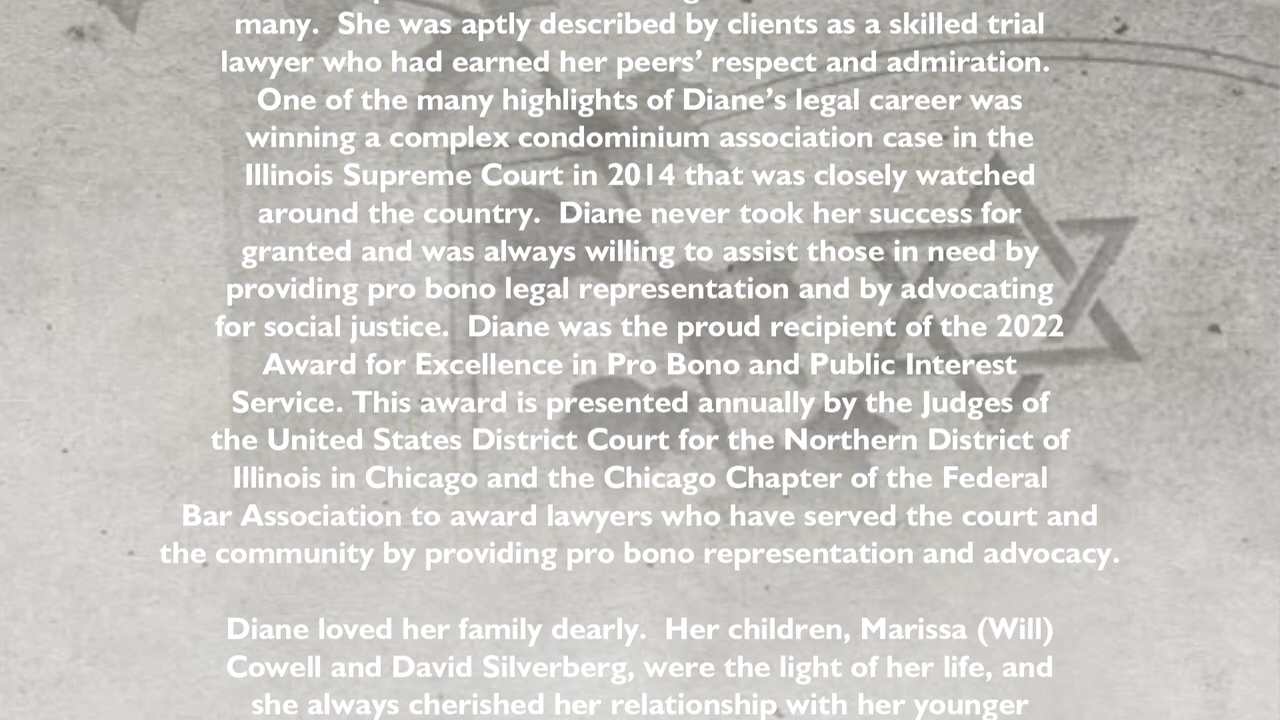 many.  She was aptly described by clients as a skilled trial
lawyer who had earned her peers’ respect and admiration.
One of the many highlights of Diane’s legal career was
winning a complex condominium association case in the
Illinois Supreme Court in 2014 that was closely watched
around the country.  Diane never took her success for
granted and was always willing to assist those in need by
providing pro bono legal representation and by advocating
for social justice.  Diane was the proud recipient of the 2022
Award for Excellence in Pro Bono and Public Interest
Service. This award is presented annually by the Judges of
the United States District Court for the Northern District of
Illinois in Chicago and the Chicago Chapter of the Federal
Bar Association to award lawyers who have served the court and
the community by providing pro bono representation and advocacy.
Diane loved her family dearly.  Her children, Marissa (Will)
Cowell and David Silverberg, were the light of her life, and
she always cherished her relationship with her younger